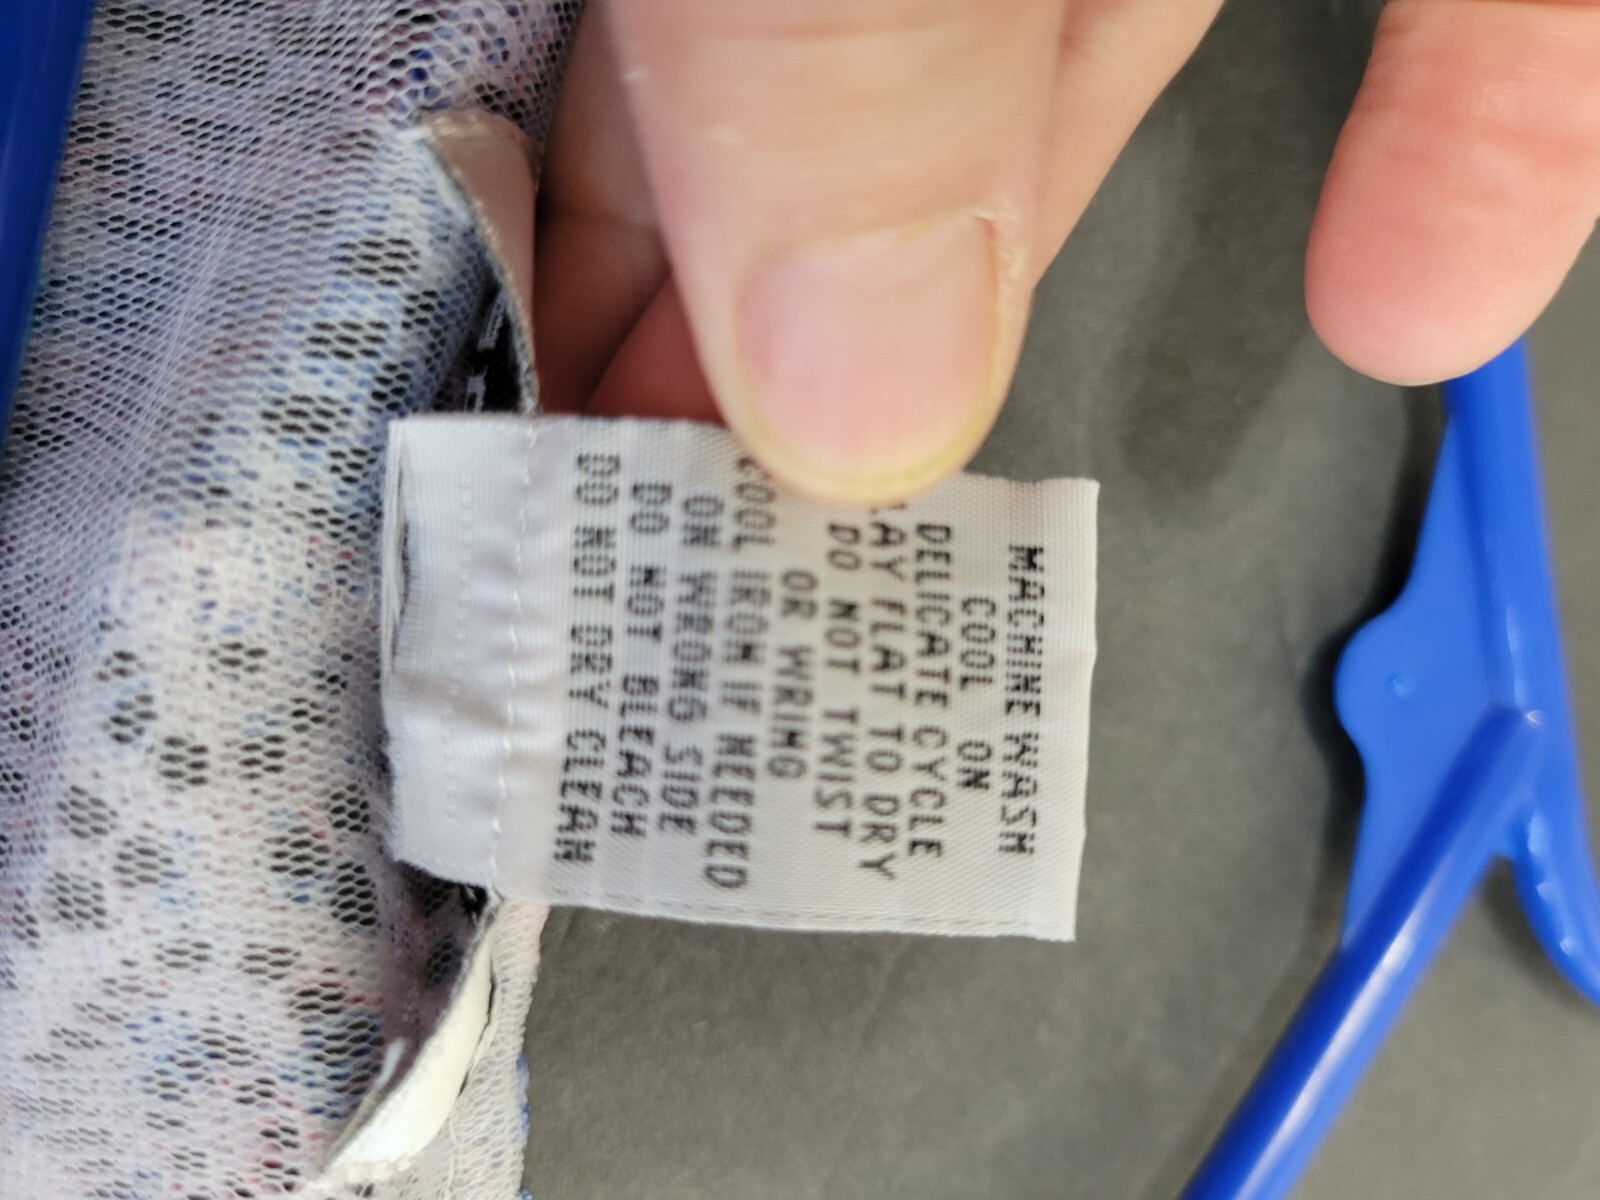 MACHINE WASH
COOL ON
DELICATE CYCLE
LAY FLAT TO DRY
DO NOT TWIST
OR WRING
COOL IRON IF NEEDED
ON WRONG SIDE
DO NOT BLEACH
DO NOT DRY CLEAN